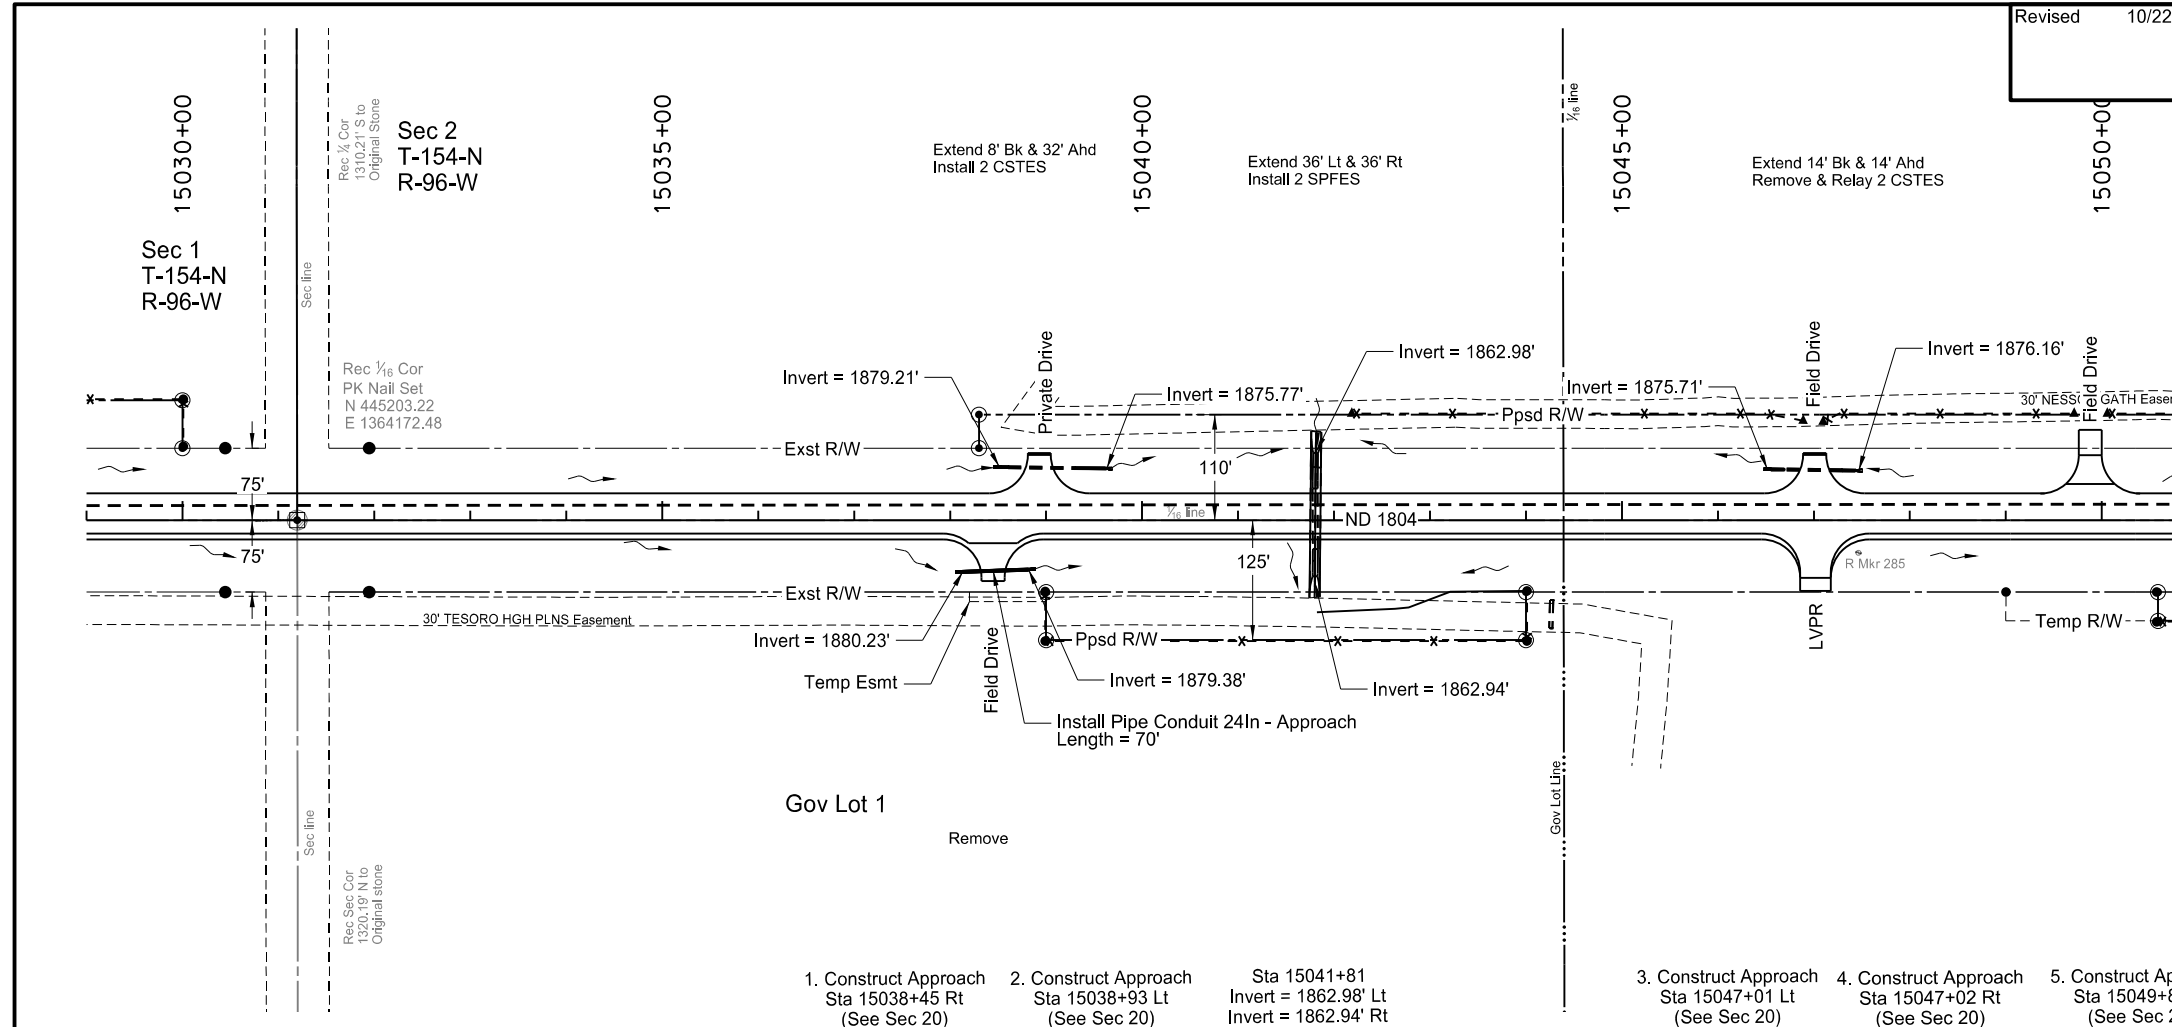 Revised 10/22
15030+00
Rec ¼ Cor
1310.21' S to
Original Stone
Sec 2
T-154-N
R-96-W
15035+00
Extend 8' Bk & 32' Ahd
Install 2 CSTES
15040+00
Extend 36' Lt & 36' Rt
Install 2 SPFES
1/16 line
15045+00
Extend 14' Bk & 14' Ahd
Remove & Relay 2 CSTES
15050+00
Sec 1
T-154-N
R-96-W
Sec line
Rec 1/16 Cor
PK Nail Set
N 445203.22
E 1364172.48
Invert = 1879.21'
Private Drive
Invert = 1875.77'
Invert = 1862.98'
Invert = 1875.71'
Field Drive
Invert = 1876.16'
Field Drive
Ppsd R/W
30' NESSO GATH
Exst R/W
110'
75'
1/16 line
ND 1804
75'
125'
R Mkr 285
Exst R/W
30' TESORO HGH PLNS Easement
Invert = 1880.23'
Field Drive
Ppsd R/W
LVPR
Temp R/W
Temp Esmt
Invert = 1879.38'
Invert = 1862.94'
Install Pipe Conduit 24In - Approach
Length = 70'
Gov Lot 1
Gov Lot Line
Sec line
Remove
Rec Sec Cor
1320.19' N to
Original stone
1. Construct Approach
Sta 15038+45 Rt
(See Sec 20)
2. Construct Approach
Sta 15038+93 Lt
(See Sec 20)
Sta 15041+81
Invert = 1862.98' Lt
Invert = 1862.94' Rt
3. Construct Approach
Sta 15047+01 Lt
(See Sec 20)
4. Construct Approach
Sta 15047+02 Rt
(See Sec 20)
5. Construct
Sta
(See Sec